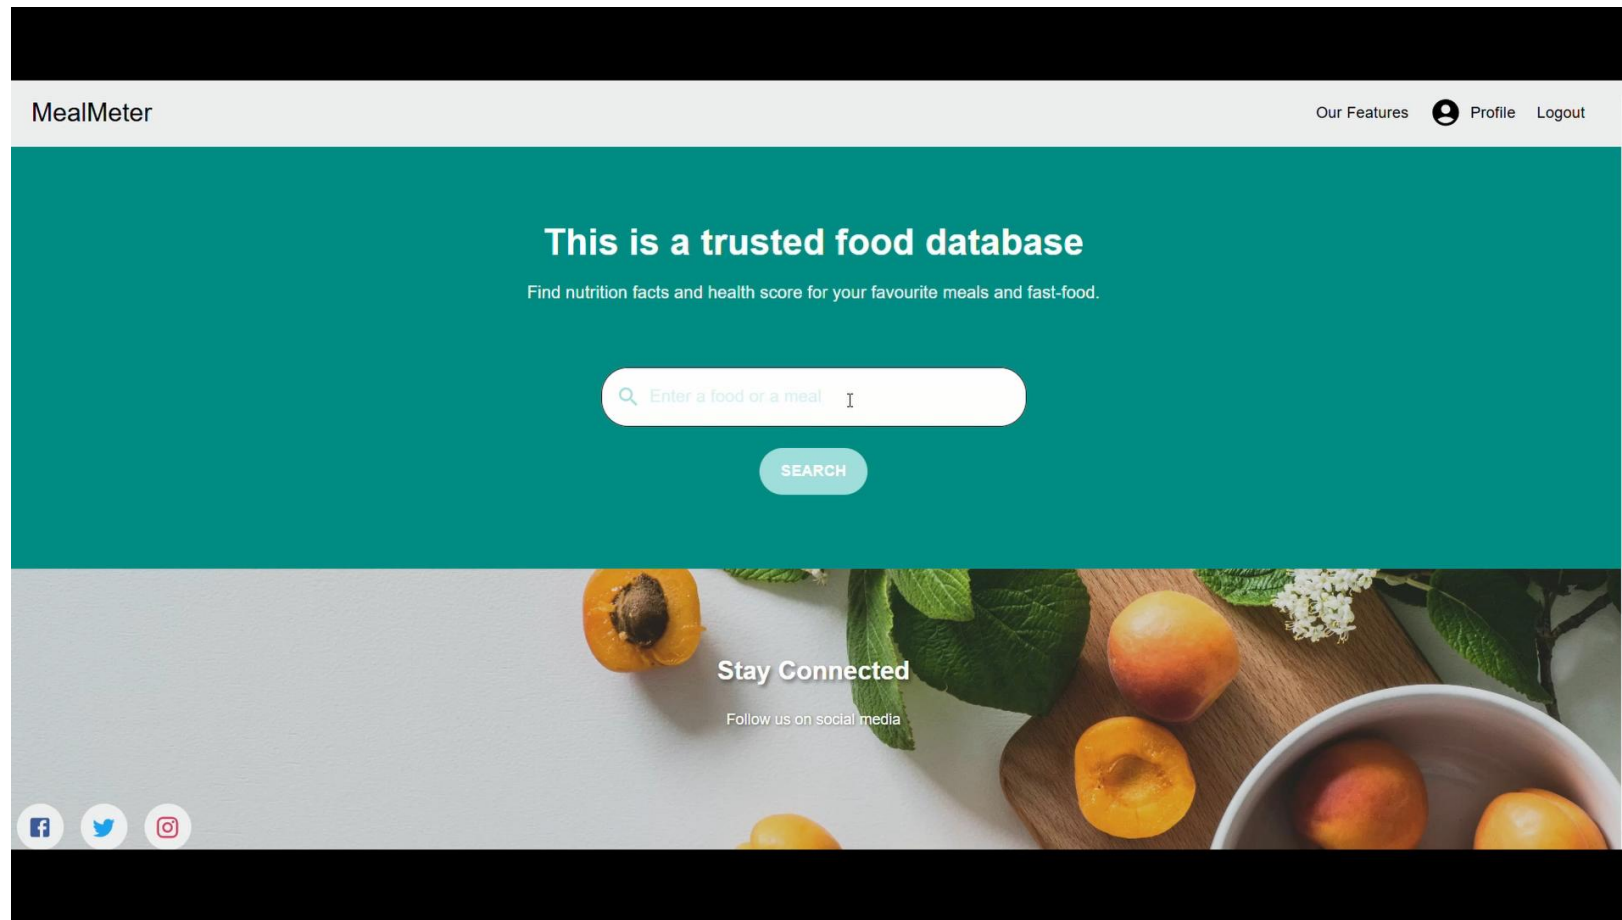 MealMeter
Our Features
Profile
Logout
This is a trusted food database
Find nutrition facts and health score for your favourite meals and fast-food.
Enter a food or a meal
SEARCH
Stay Connected
Follow us on social media